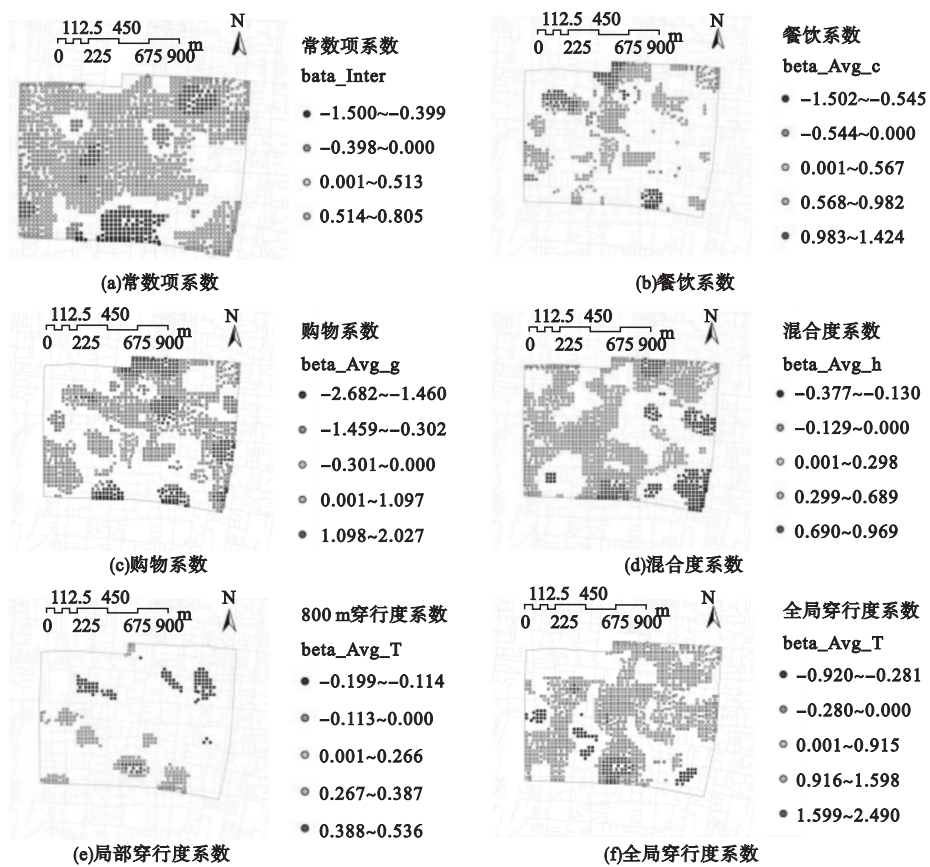 112.5 450
0 225 675 900 m
N
常数项系数
bata_Inter
-1.500~-0.399
-0.398~0.000
0.001~0.513
0.514~0.805
(a)常数项系数
112.5 450
0 225 675 900 m
N
餐饮系数
beta_Avg_c
-1.502~-0.545
-0.544~0.000
0.001~0.567
0.568~0.982
0.983~1.424
(b)餐饮系数
112.5 450
0 225 675 900 m
N
购物系数
beta_Avg_g
-2.682~-1.460
-1.459~-0.302
-0.301~0.000
0.001~1.097
1.098~2.027
(c)购物系数
112.5 450
0 225 675 900 m
N
混合度系数
beta_Avg_h
-0.377~-0.130
-0.129~0.000
0.001~0.298
0.299~0.689
0.690~0.969
(d)混合度系数
112.5 450
0 225 675 900 m
N
800 m穿行度系数
beta_Avg_T
-0.199~-0.114
-0.113~0.000
0.001~0.266
0.267~0.387
0.388~0.536
(e)局部穿行度系数
112.5 450
0 225 675 900 m
N
全局穿行度系数
beta_Avg_T
-0.920~-0.281
-0.280~0.000
0.001~0.915
0.916~1.598
1.599~2.490
(f)全局穿行度系数